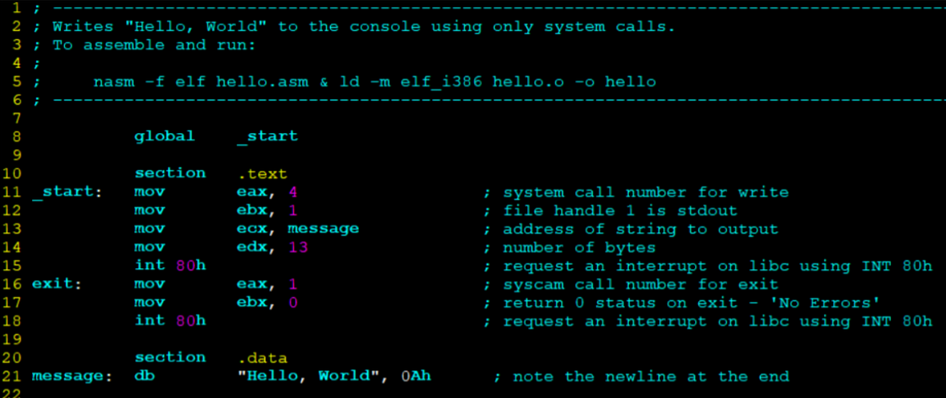 1 ; ----------------------------------------------------------------------------------------
2 ; Writes "Hello, World" to the console using only system calls.
3 ; To assemble and run:
4 ;
5 ;     nasm -f elf hello.asm & ld -m elf_i386 hello.o -o hello
6 ; ----------------------------------------------------------------------------------------
7
8           global    _start
9
10          section   .text
11 _start:  mov       eax, 4                  ; system call number for write
12          mov       ebx, 1                  ; file handle 1 is stdout
13          mov       ecx, message            ; address of string to output
14          mov       edx, 13                 ; number of bytes
15          int 80h                           ; request an interrupt on libc using INT 80h
16 exit:    mov       eax, 1                  ; syscam call number for exit
17          mov       ebx, 0                  ; return 0 status on exit - 'No Errors'
18          int 80h                           ; request an interrupt on libc using INT 80h
19
20          section   .data
21 message: db        "Hello, World", 0Ah      ; note the newline at the end
22